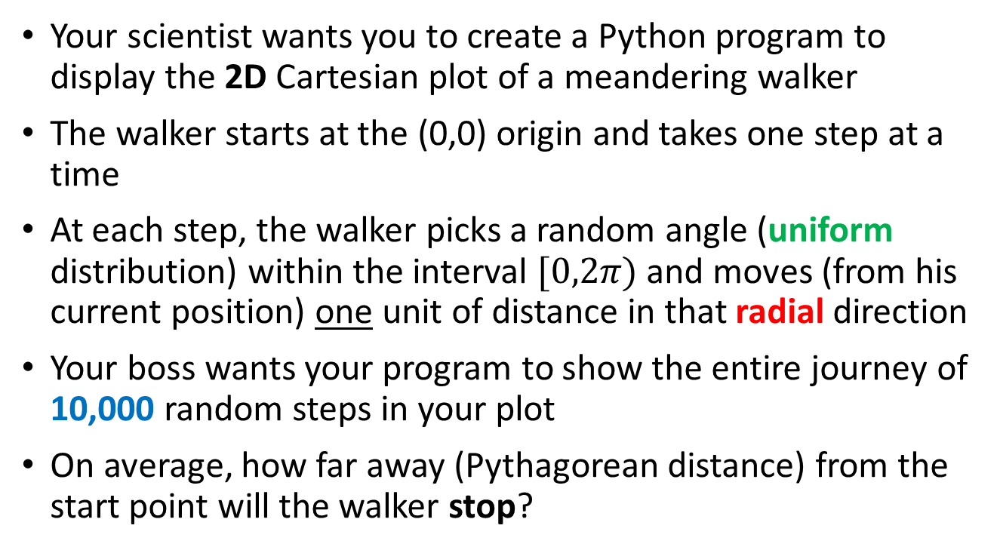 • Your scientist wants you to create a Python program to
display the 2D Cartesian plot of a meandering walker
• The walker starts at the (0,0) origin and takes one step at a
time
• At each step, the walker picks a random angle (uniform
distribution) within the interval [0,2𝜋) and moves (from his
current position) one unit of distance in that radial direction
• Your boss wants your program to show the entire journey of
10,000 random steps in your plot
• On average, how far away (Pythagorean distance) from the
start point will the walker stop?